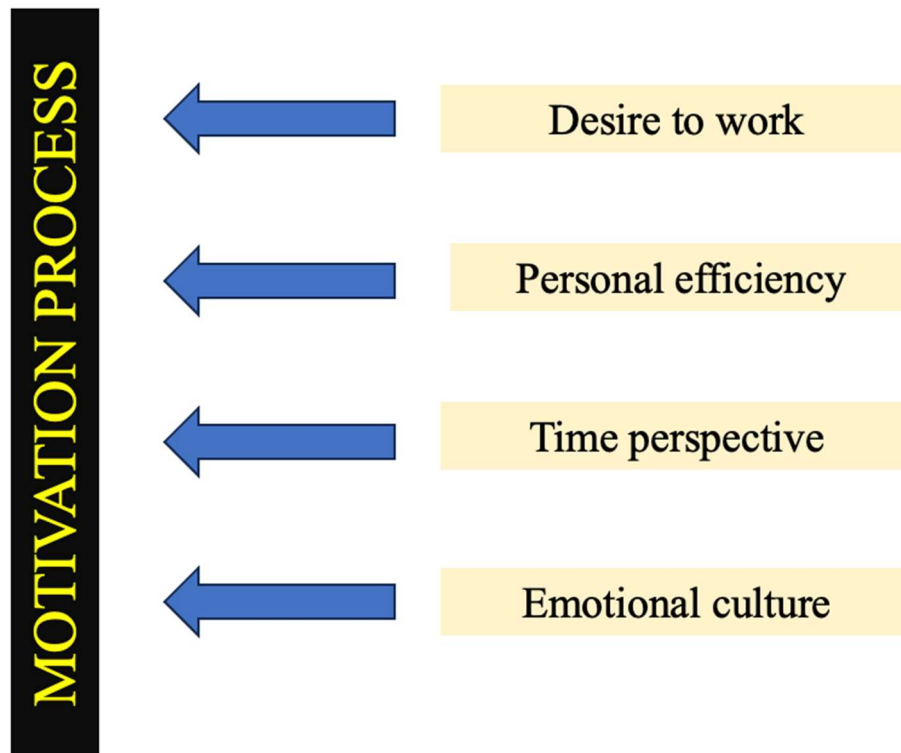 MOTIVATION PROCESS
Desire to work
Personal efficiency
Time perspective
Emotional culture